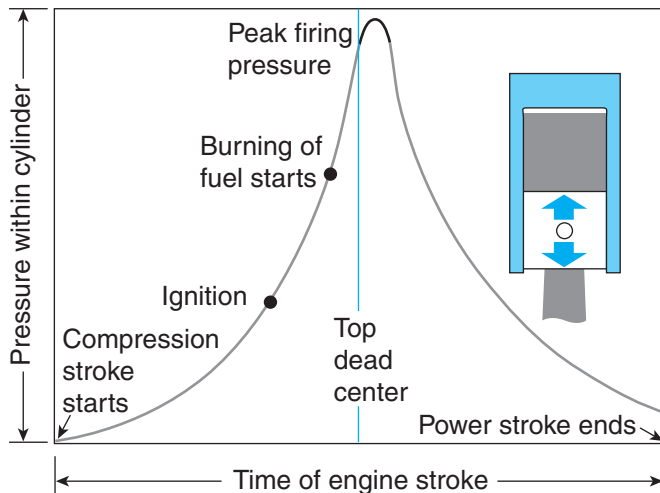 Peak firing
pressure
Burning of
fuel starts
Ignition
Compression
stroke
starts
Top
dead
center
Power stroke ends
Pressure within cylinder
Time of engine stroke